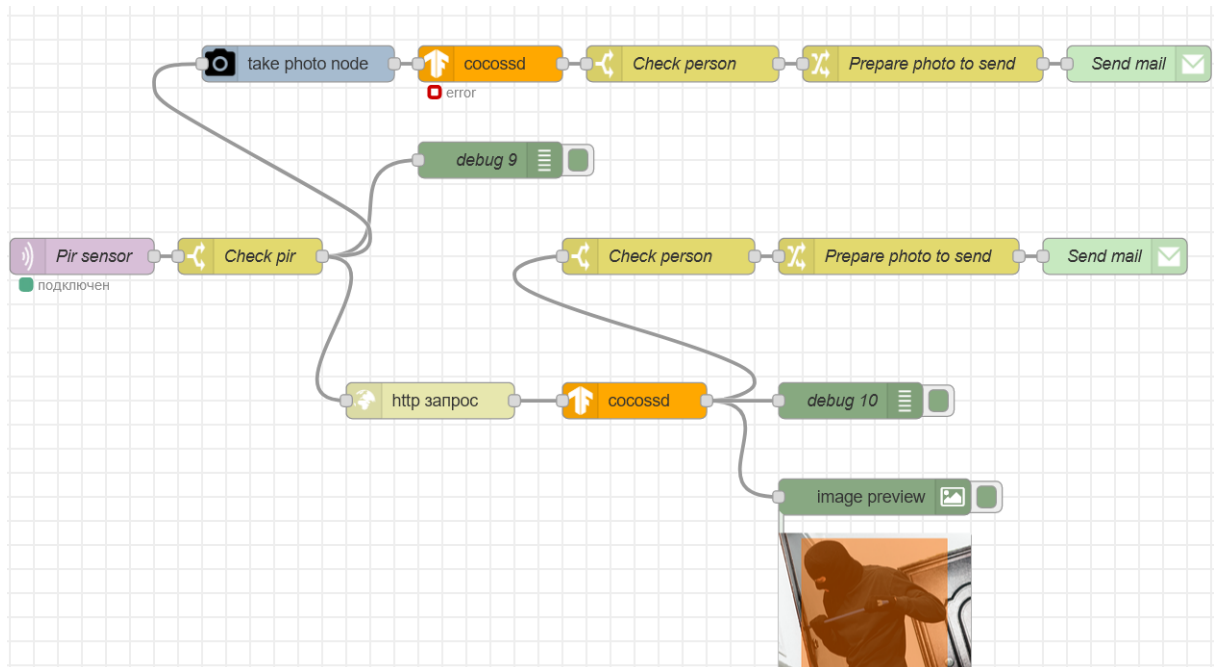 take photo node
cocossd
Check person
Prepare photo to send
Send mail
error
debug 9
Pir sensor
Check pir
Check person
Prepare photo to send
Send mail
подключен
http запрос
cocossd
debug 10
image preview